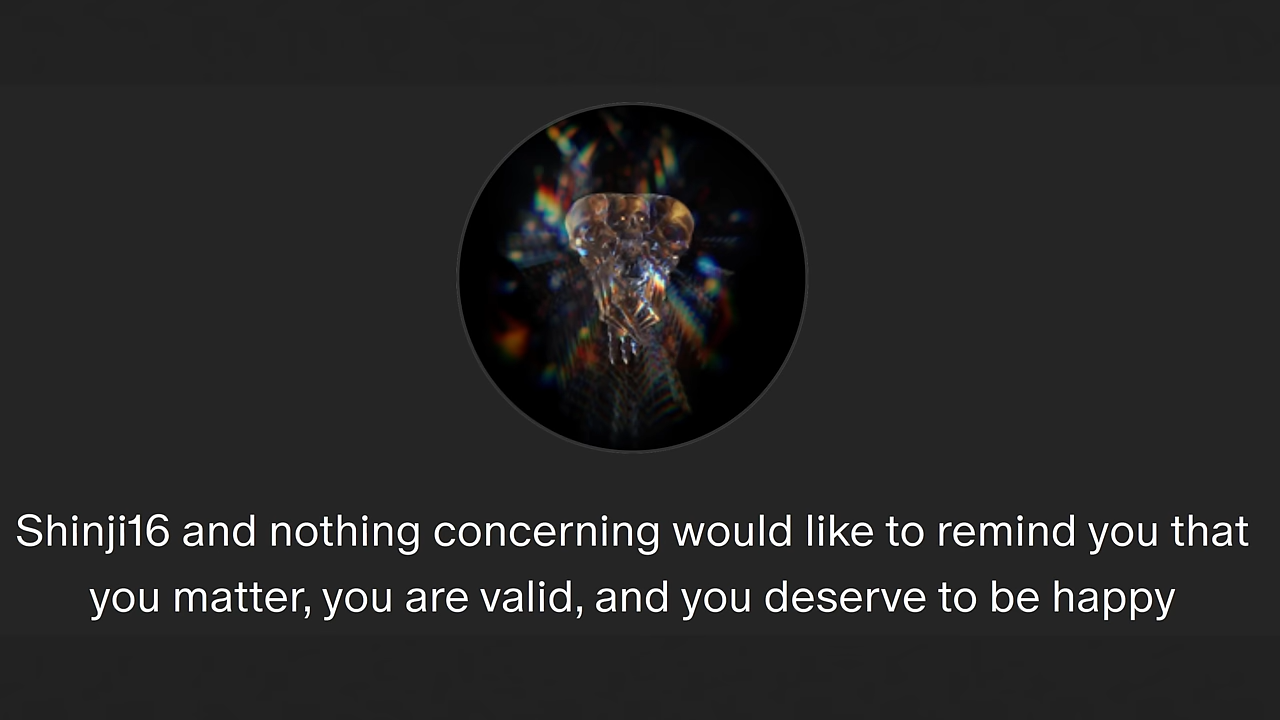 Shinji16 and nothing concerning would like to remind you that
you matter, you are valid, and you deserve to be happy